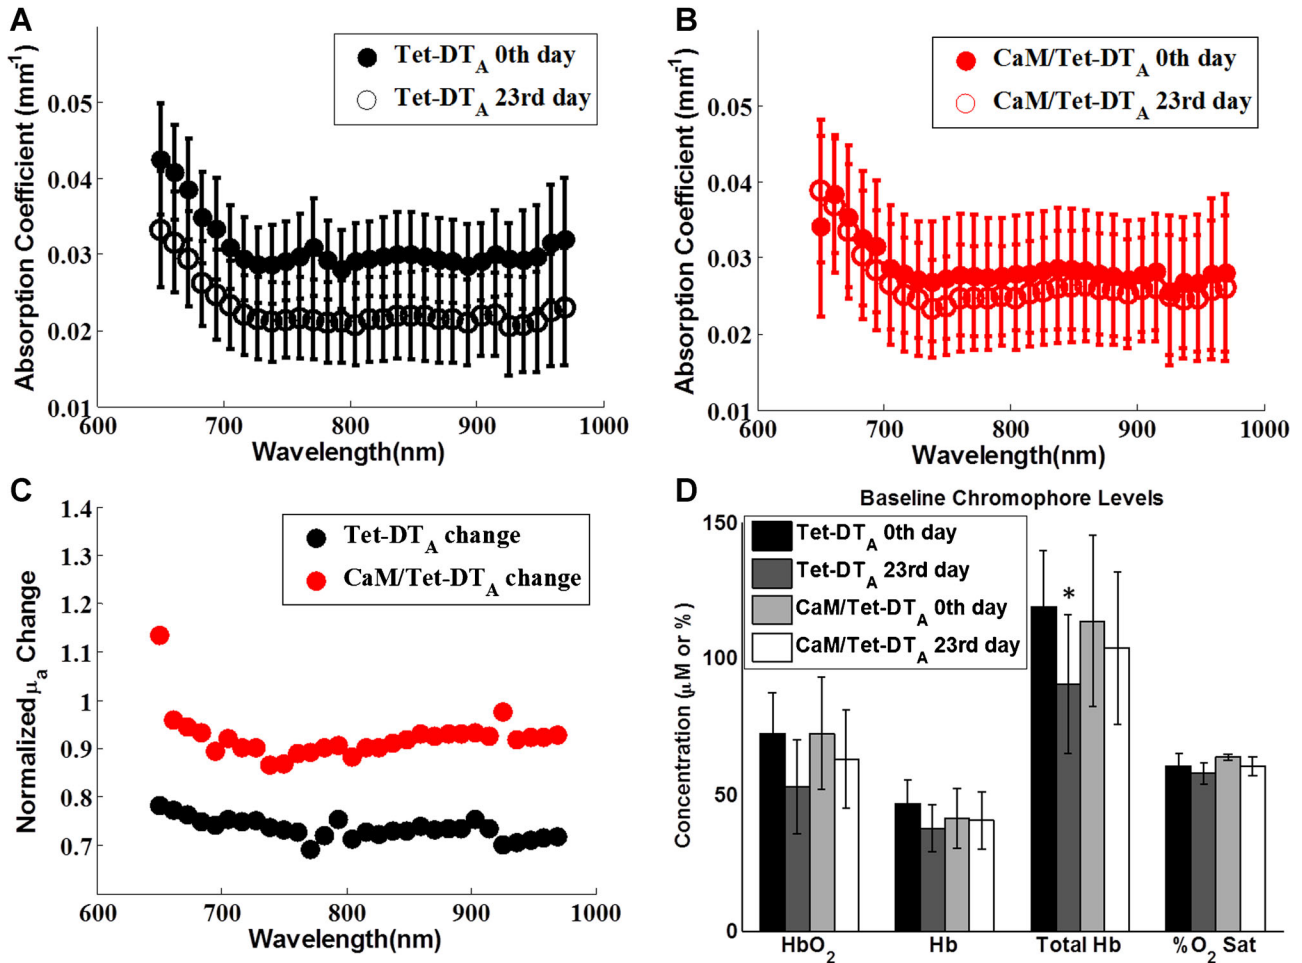 A
Absorption Coefficient (mm-1)
Tet-DTA 0th day
Tet-DTA 23rd day
0.05
0.04
0.03
0.02
0.01
600 700 800 900 1000
Wavelength(nm)
B
Absorption Coefficient (mm-1)
CaM/Tet-DTA 0th day
CaM/Tet-DTA 23rd day
0.05
0.04
0.03
0.02
0.01
600 700 800 900 1000
Wavelength(nm)
C
Normalized μa Change
Tet-DTA change
CaM/Tet-DTA change
1.4
1.3
1.2
1.1
1
0.9
0.8
0.7
600 700 800 900 1000
Wavelength(nm)
D
Baseline Chromophore Levels
Concentration (μM or %)
Tet-DTA 0th day
Tet-DTA 23rd day
CaM/Tet-DTA 0th day
CaM/Tet-DTA 23rd day
*
150
100
50
0
HbO2 Hb Total Hb %O2 Sat